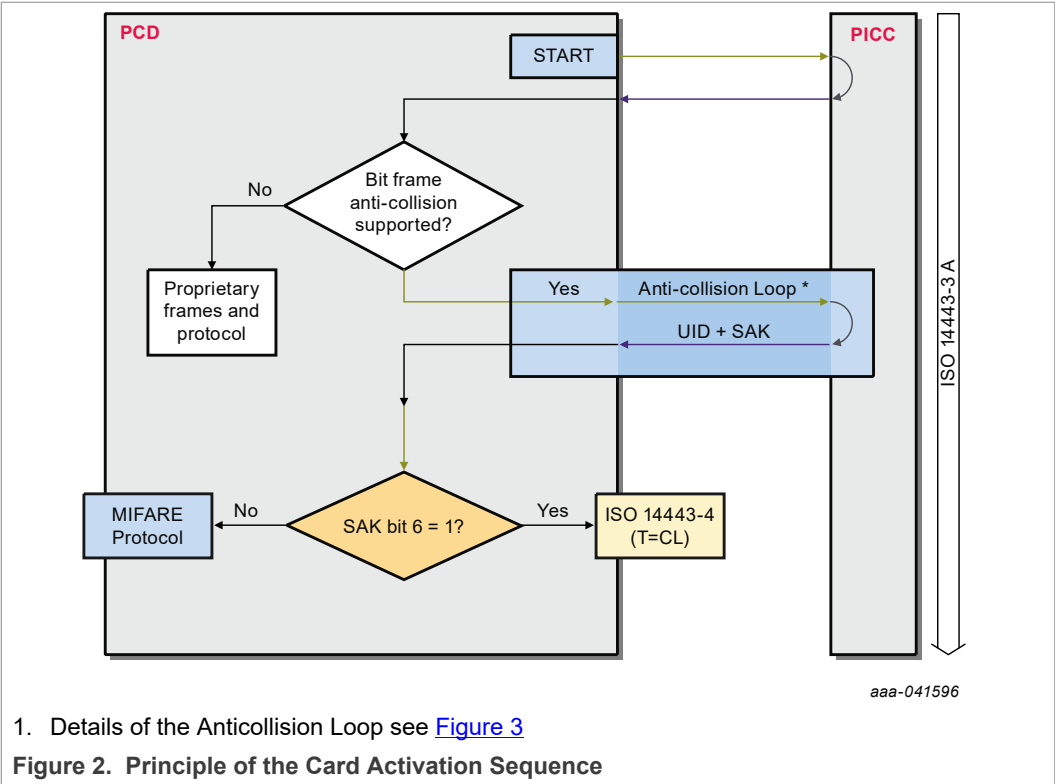 PCD
PICC
START
Bit frame
anti-collision
supported?
No
Proprietary
frames and
protocol
Yes
Anti-collision Loop *
UID + SAK
ISO 14443-3 A
SAK bit 6 = 1?
No
MIFARE
Protocol
Yes
ISO 14443-4
(T=CL)
aaa-041596
1. Details of the Anticollision Loop see Figure 3
Figure 2. Principle of the Card Activation Sequence